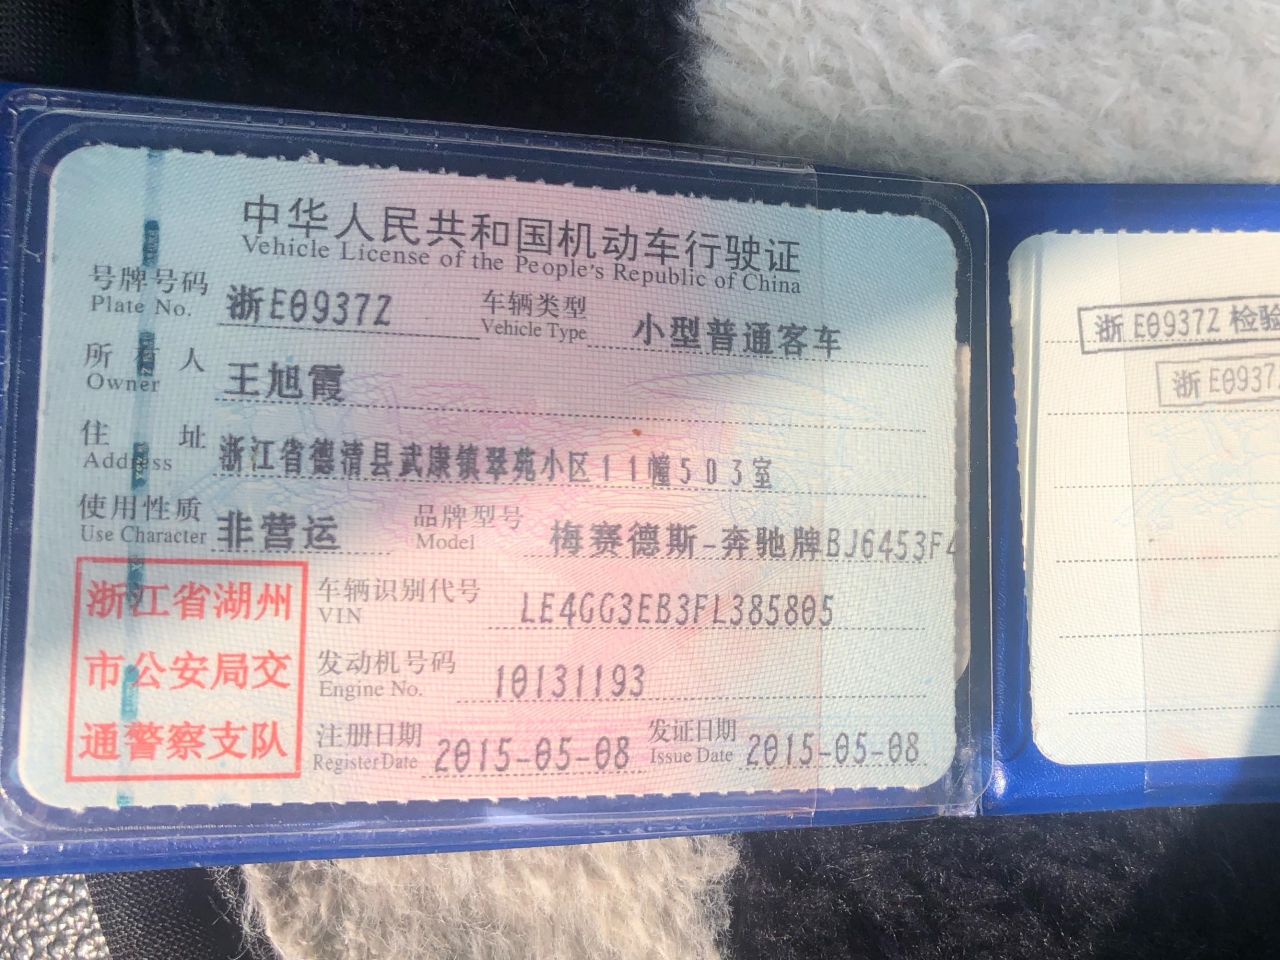 中华人民共和国机动车行驶证
Vehicle License of the People's Republic of China
号牌号码 浙E0937Z 车辆类型 小型普通客车
Plate No. Vehicle Type
所有人 王旭霞
Owner
住址 浙江省德清县武康镇翠苑小区11幢503室
Address
使用性质 非营运 品牌型号 梅赛德斯-奔驰牌BJ6453F4
Use Character Model
浙江省湖州
市公安局交
通警察支队
车辆识别代号 LE4GG3EB3FL385805
VIN
发动机号码 10131193
Engine No.
注册日期 2015-05-08 发证日期 2015-05-08
Register Date Issue Date
浙E0937Z 检验
浙E0937